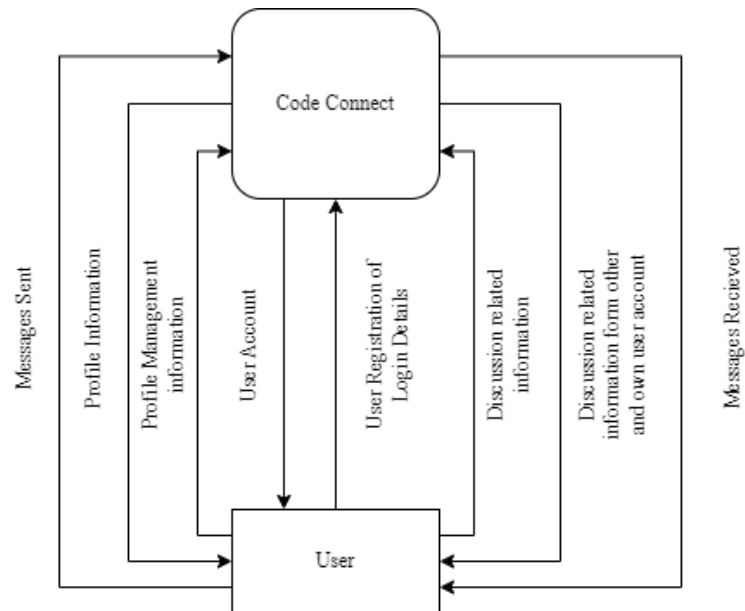 Code Connect
Messages Sent
Profile Information
Profile Management
information
User Account
User Registration of
Login Details
Discussion related
information
Discussion related
information form other
and own user account
Messages Recieved
User